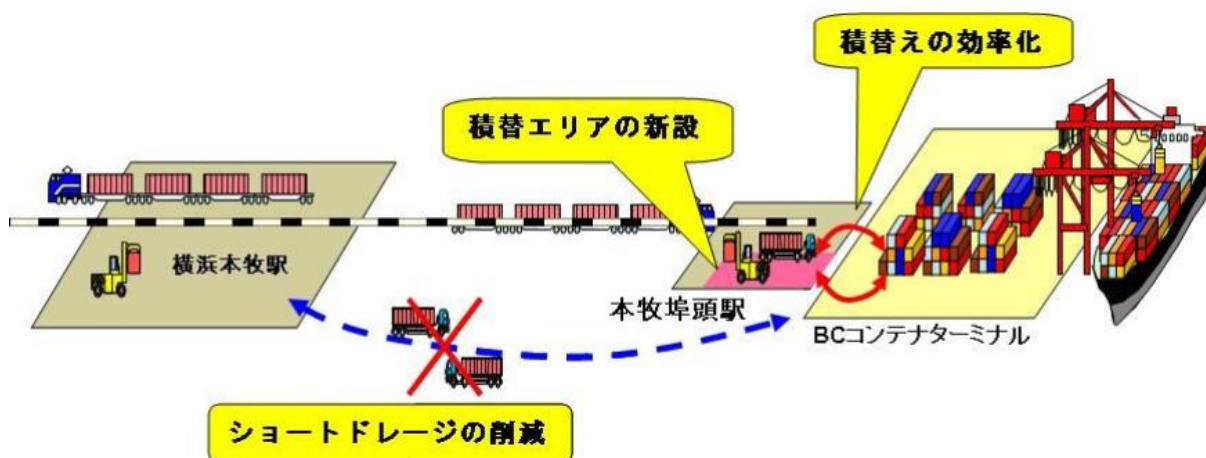 積替えの効率化
積替エリアの新設
横浜本牧駅
本牧埠頭駅
BCコンテナターミナル
ショートドレージの削減